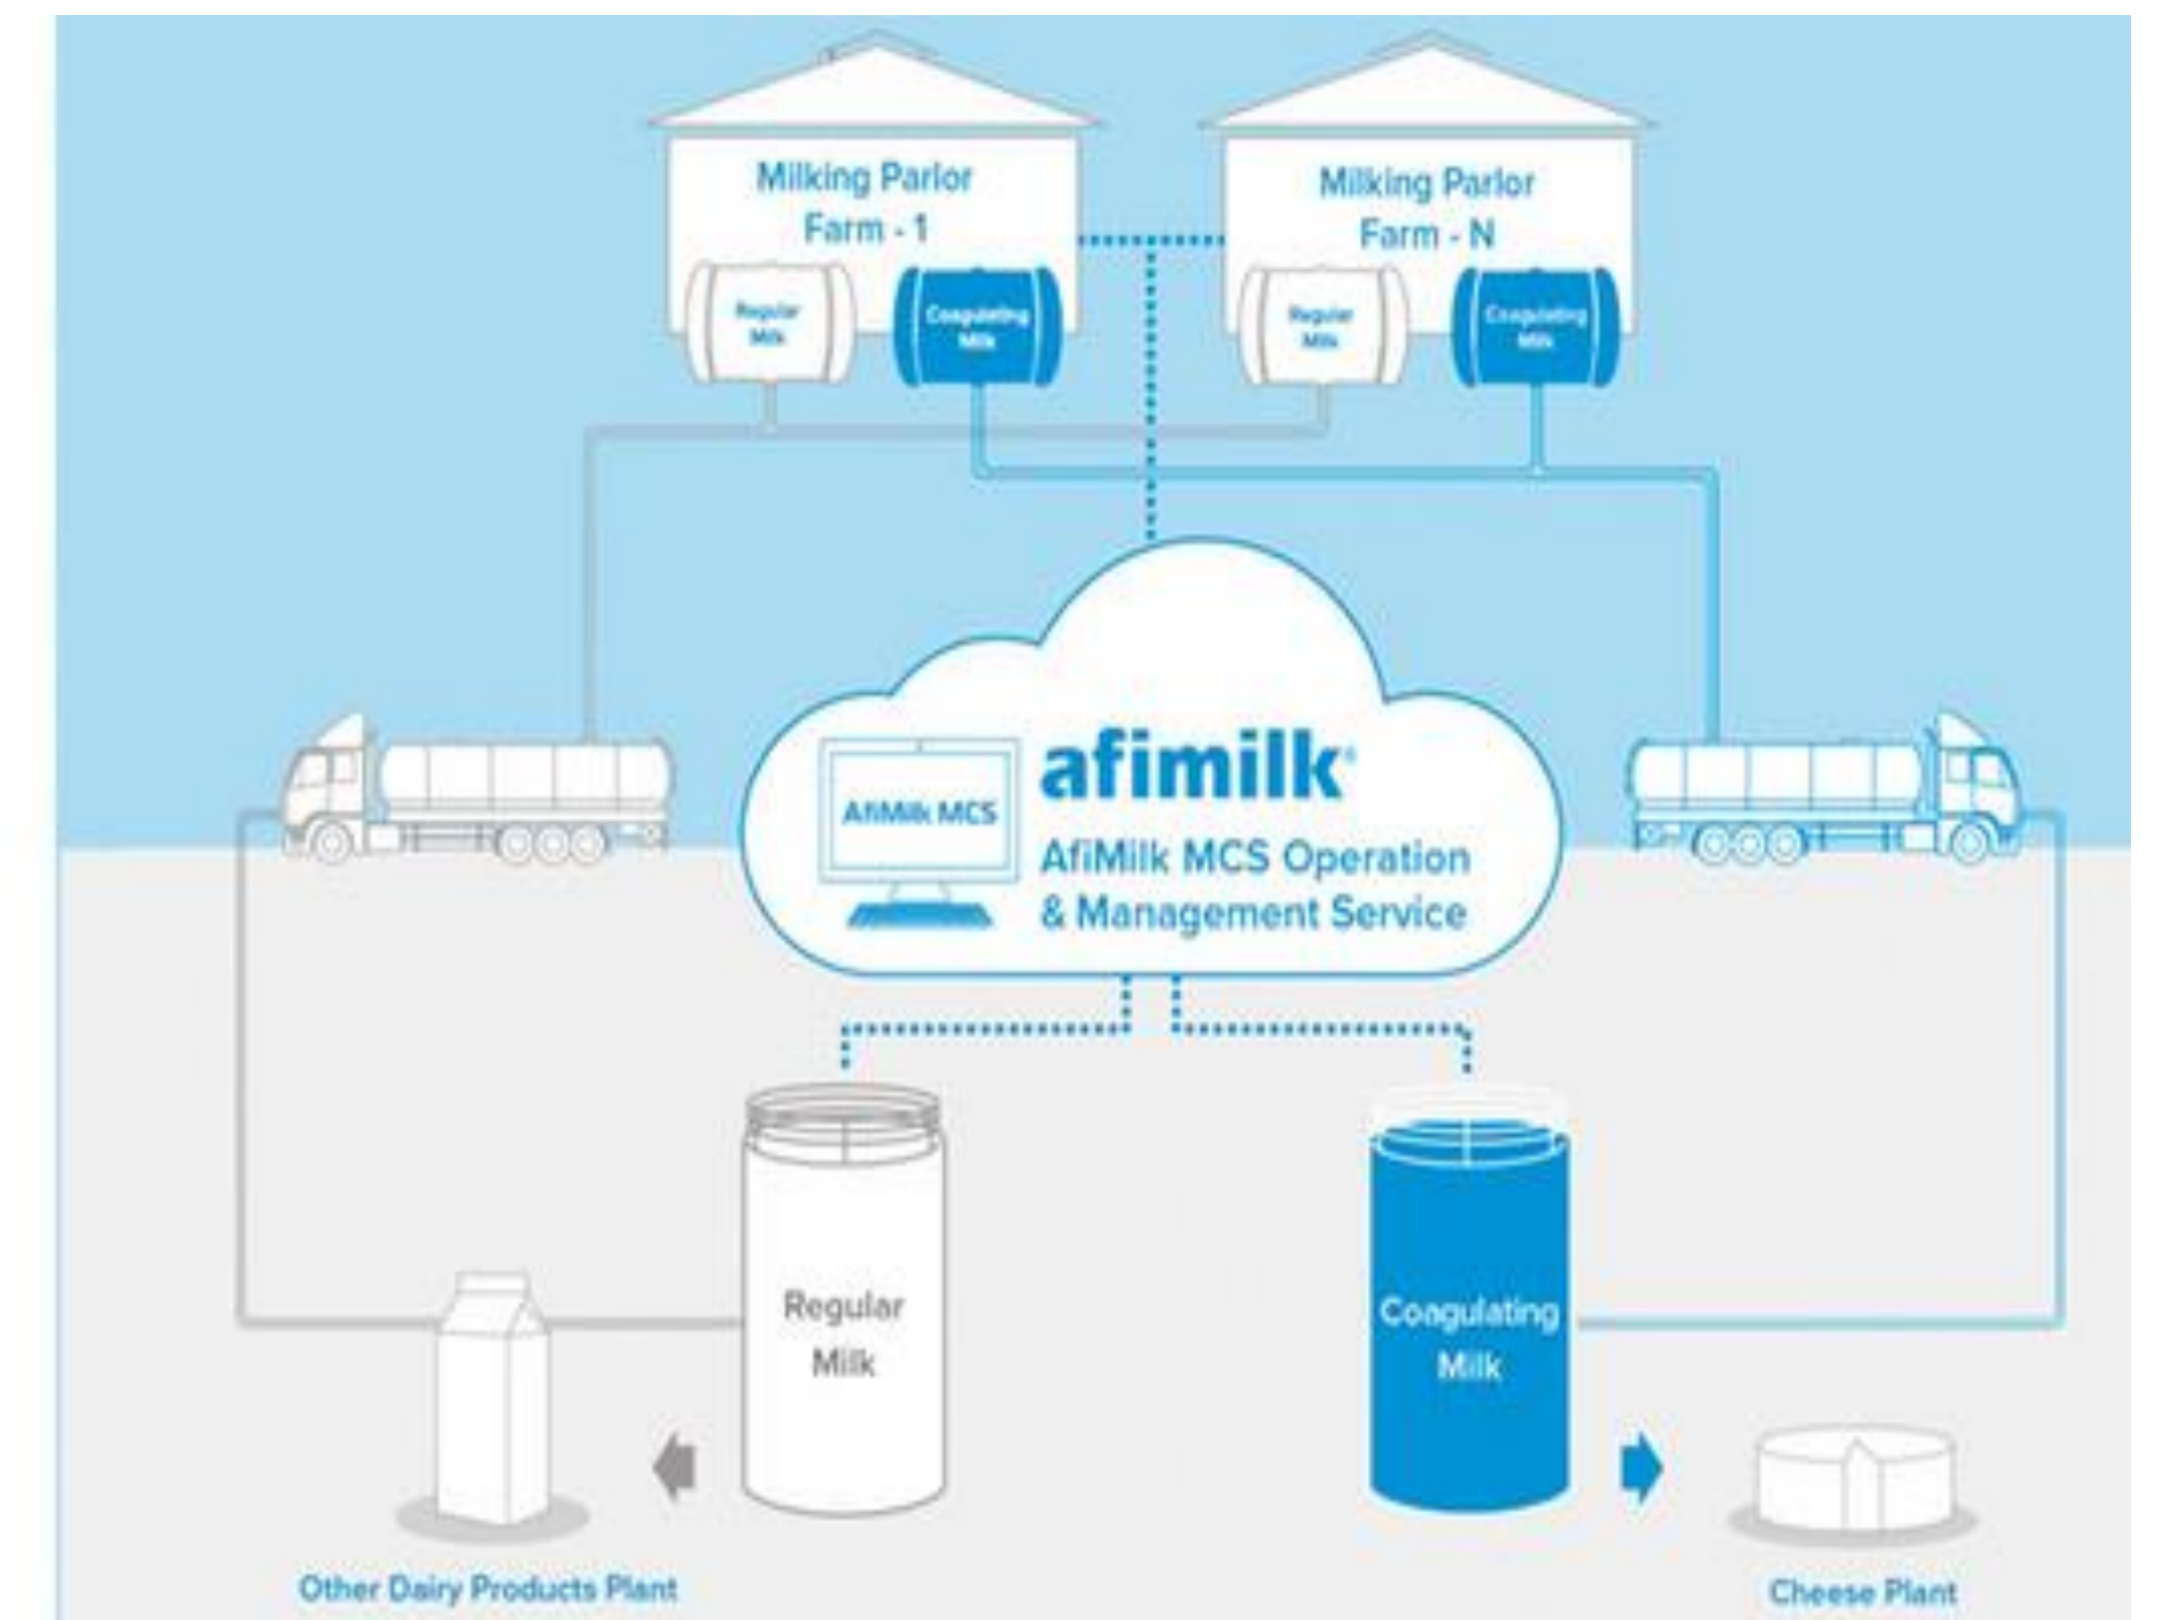 Milking Parlor
Farm - 1
Milking Parlor
Farm - N
Regular
Milk
Coagulating
Milk
Regular
Milk
Coagulating
Milk
afimilk®
AfiMilk MCS
AfiMilk MCS Operation
& Management Service
Regular
Milk
Coagulating
Milk
Other Dairy Products Plant
Cheese Plant